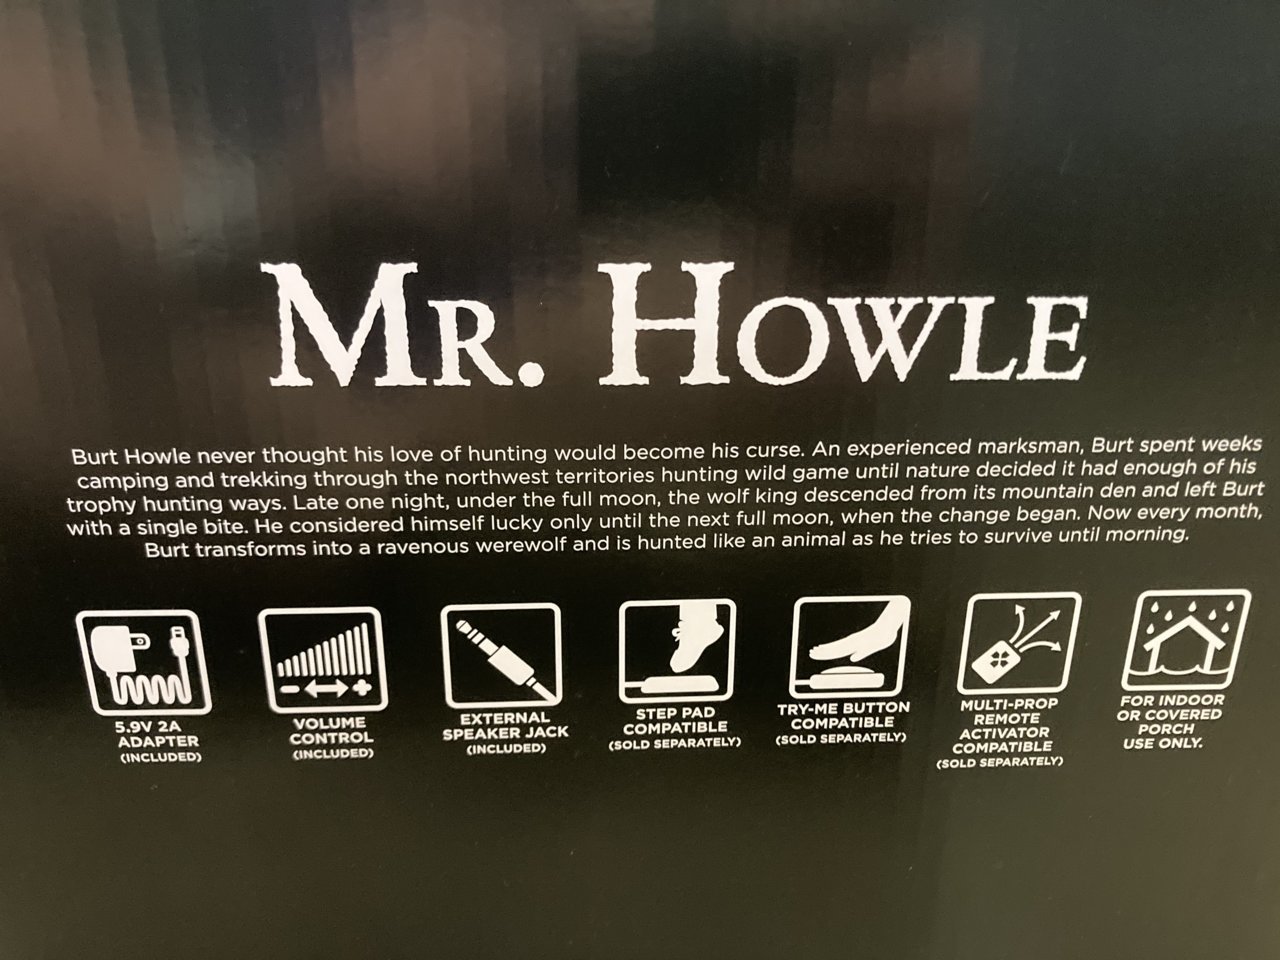 MR. HOWLE
Burt Howle never thought his love of hunting would become his curse. An experienced marksman, Burt spent weeks
camping and trekking through the northwest territories hunting wild game until nature decided it had enough of his
trophy hunting ways. Late one night, under the full moon, the wolf king descended from its mountain den and left Burt
with a single bite. He considered himself lucky only until the next full moon, when the change began. Now every month,
Burt transforms into a ravenous werewolf and is hunted like an animal as he tries to survive until morning.
5.9V 2A
ADAPTER
(INCLUDED)
VOLUME
CONTROL
(INCLUDED)
EXTERNAL
SPEAKER JACK
(INCLUDED)
STEP PAD
COMPATIBLE
(SOLD SEPARATELY)
TRY-ME BUTTON
COMPATIBLE
(SOLD SEPARATELY)
MULTI-PROP
REMOTE
ACTIVATOR
COMPATIBLE
(SOLD SEPARATELY)
FOR INDOOR
OR COVERED
PORCH
USE ONLY.